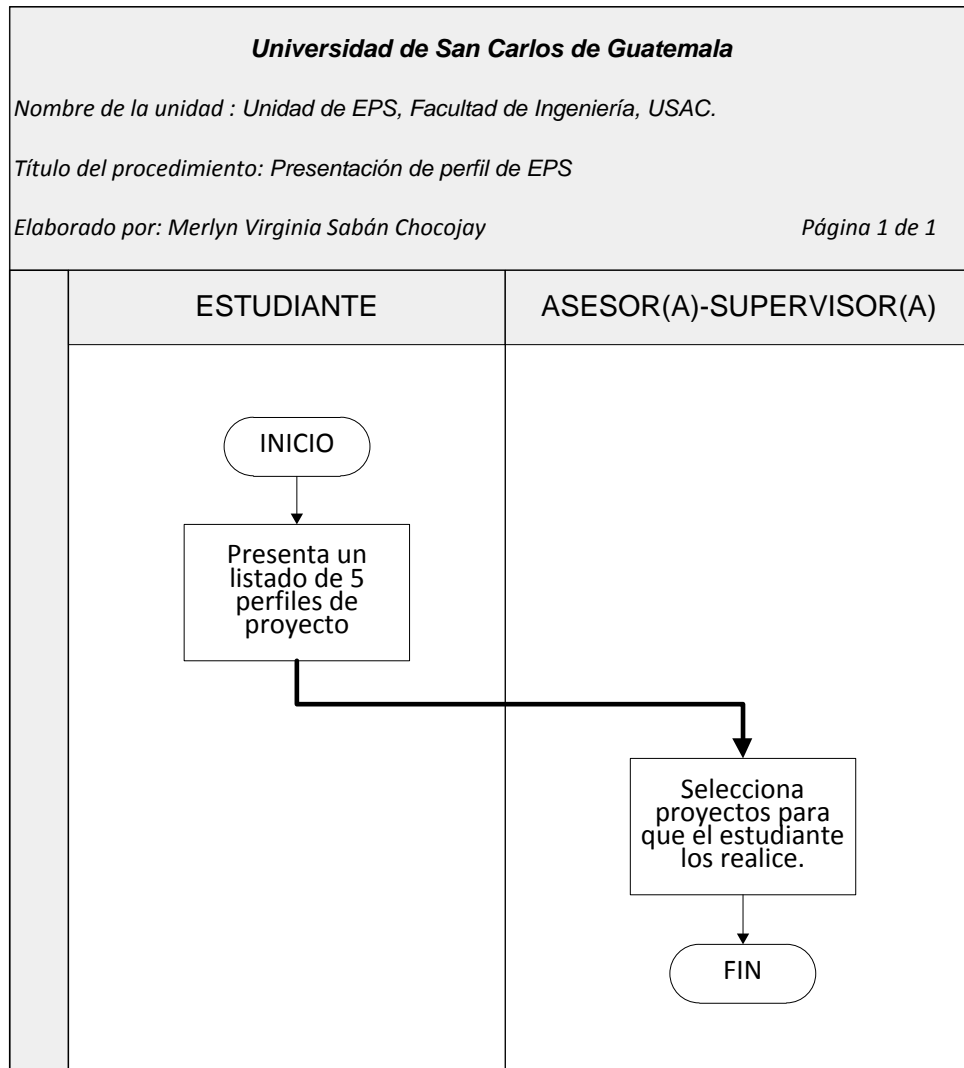 Universidad de San Carlos de Guatemala
Nombre de la unidad : Unidad de EPS, Facultad de Ingeniería, USAC.
Título del procedimiento: Presentación de perfil de EPS
Elaborado por: Merlyn Virginia Sabán Chocojay Página 1 de 1
ESTUDIANTE ASESOR(A)-SUPERVISOR(A)
INICIO
Presenta un
listado de 5
perfiles de
proyecto
Selecciona
proyectos para
que el estudiante
los realice.
FIN